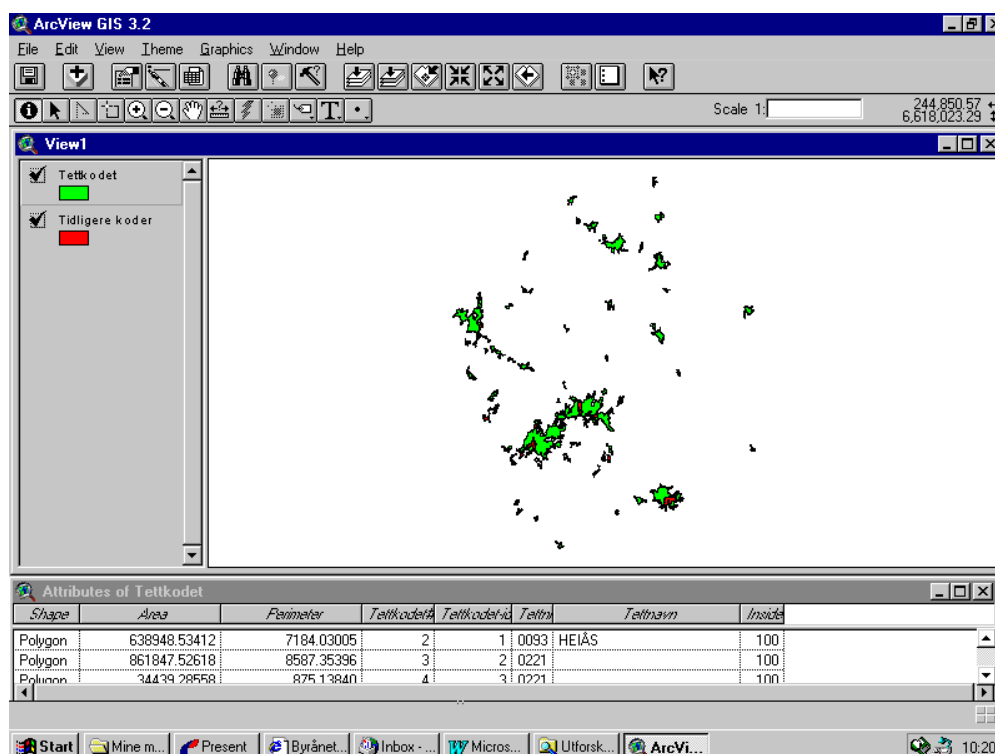 ArcView GIS 3.2
File Edit View Theme Graphics Window Help
Scale 1: 244,850.57
6,618,023.29
View1
Tettkodet
Tidligere koder
Attributes of Tettkodet
Shape Area Perimeter Tettkodet# Tettkodet-id Tettn Tettnavn Inside
Polygon 638948.53412 7184.03005 2 1 0093 HEIÅS 100
Polygon 861847.52618 8587.35396 3 2 0221 100
Polygon 34439.28558 875.13840 4 3 0221 100
Start Mine m... Present Byrånet... Inbox - ... Micros... Utforsk... ArcVi... 10:20